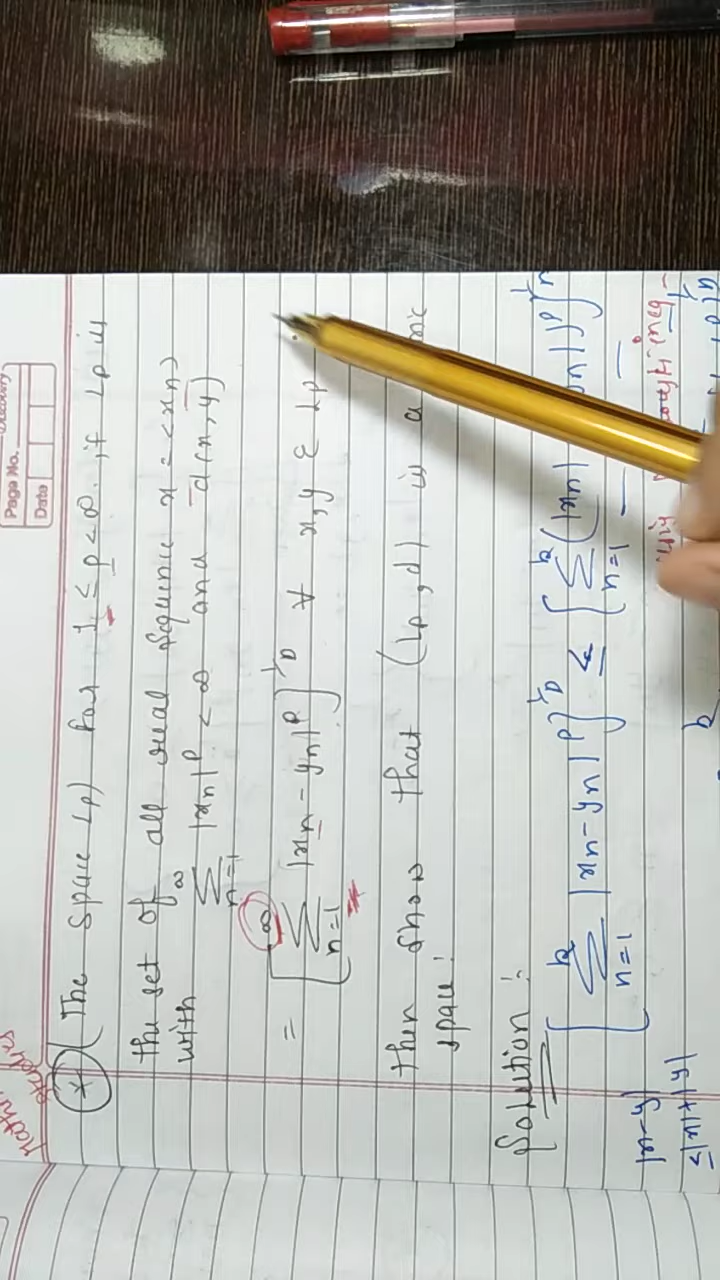 Page No.
Date
(The space Lp) for 1 ≤ p < ∞. if Lp is
the set of all real sequence x = <xn>
with ∞ Σ n=1 |xn|^p < ∞ and d(x,y)
= [ ∞ Σ n=1 |xn - yn|^p ]^1/p ∀ x,y ε Lp
then show that (Lp,d) is a
space.
Solution:
[ k Σ n=1 |xn-yn|^p ]^1/p ≤ [ k Σ n=1 (|xn|
|x-y|
≤|x|+|y|